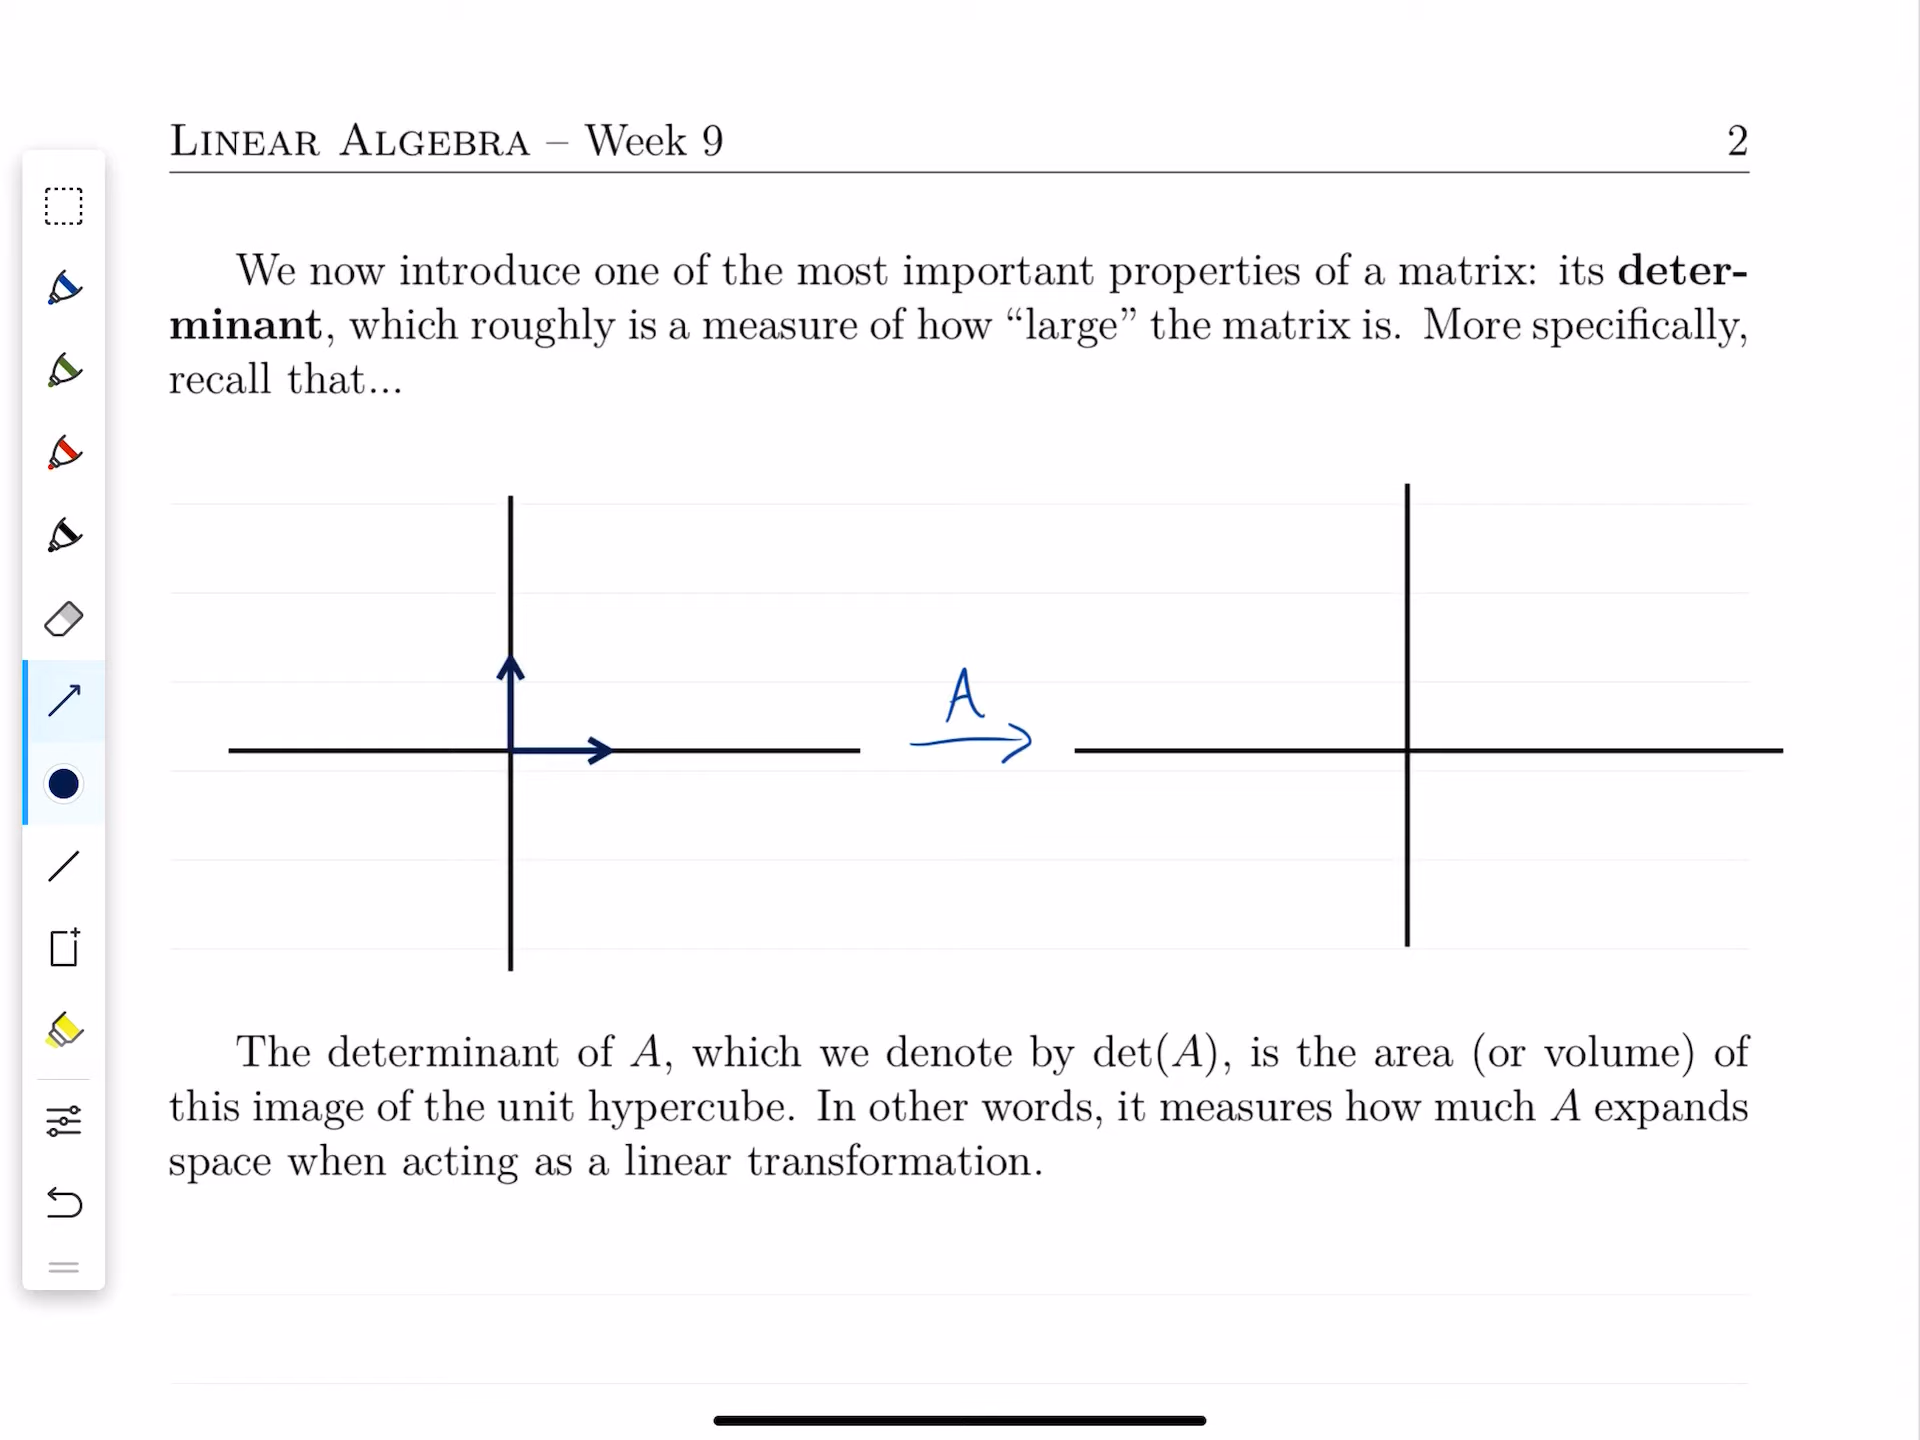 LINEAR ALGEBRA – Week 9 2
We now introduce one of the most important properties of a matrix: its deter-
minant, which roughly is a measure of how “large” the matrix is. More specifically,
recall that...
A
The determinant of A, which we denote by det(A), is the area (or volume) of
this image of the unit hypercube. In other words, it measures how much A expands
space when acting as a linear transformation.